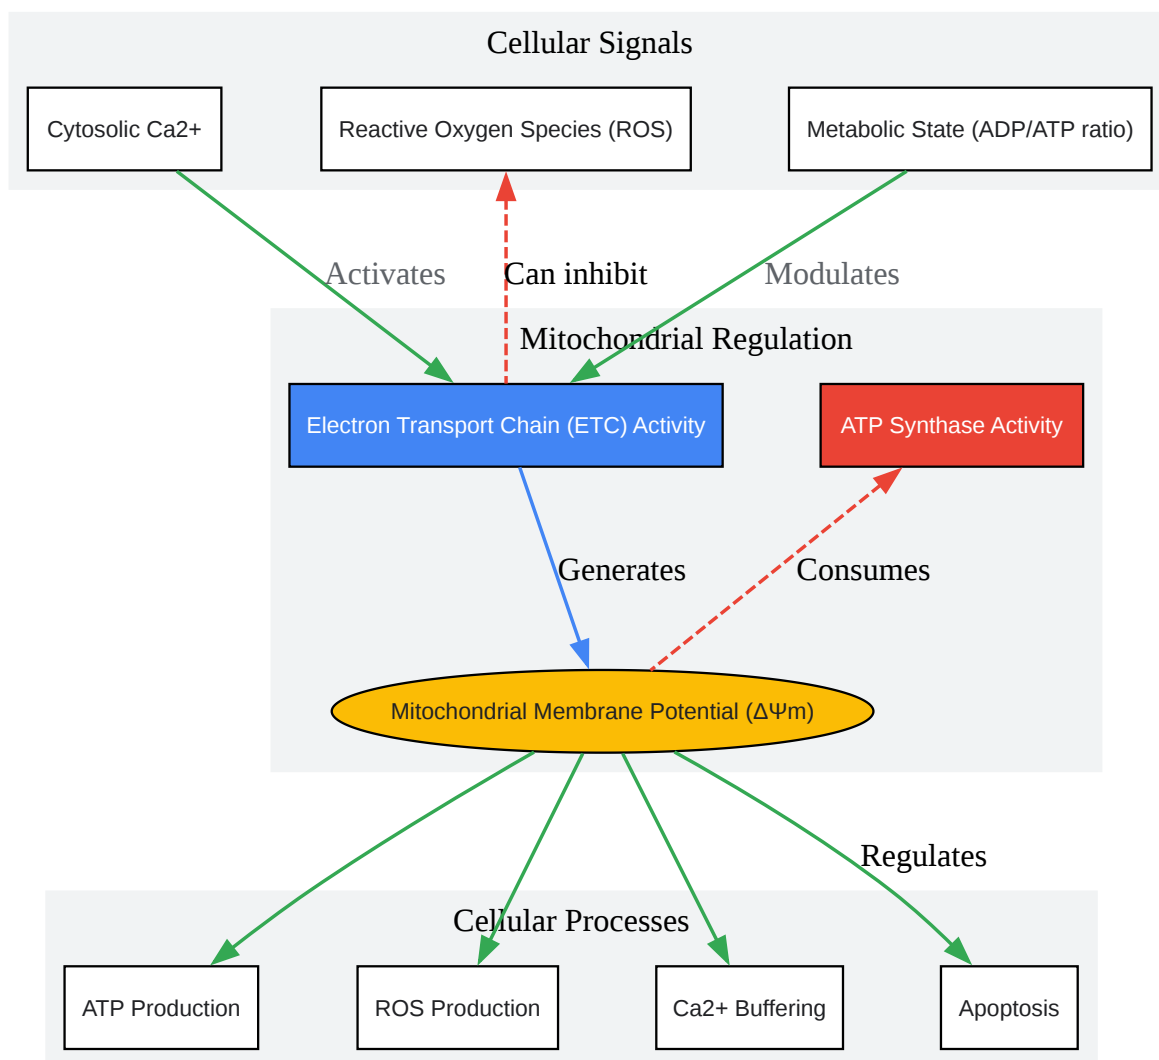 Cellular Signals
Cytosolic Ca2+
Reactive Oxygen Species (ROS)
Metabolic State (ADP/ATP ratio)
Activates
Can inhibit
Modulates
Mitochondrial Regulation
Electron Transport Chain (ETC) Activity
ATP Synthase Activity
Generates
Consumes
Mitochondrial Membrane Potential (ΔΨm)
Regulates
Cellular Processes
ATP Production
ROS Production
Ca2+ Buffering
Apoptosis